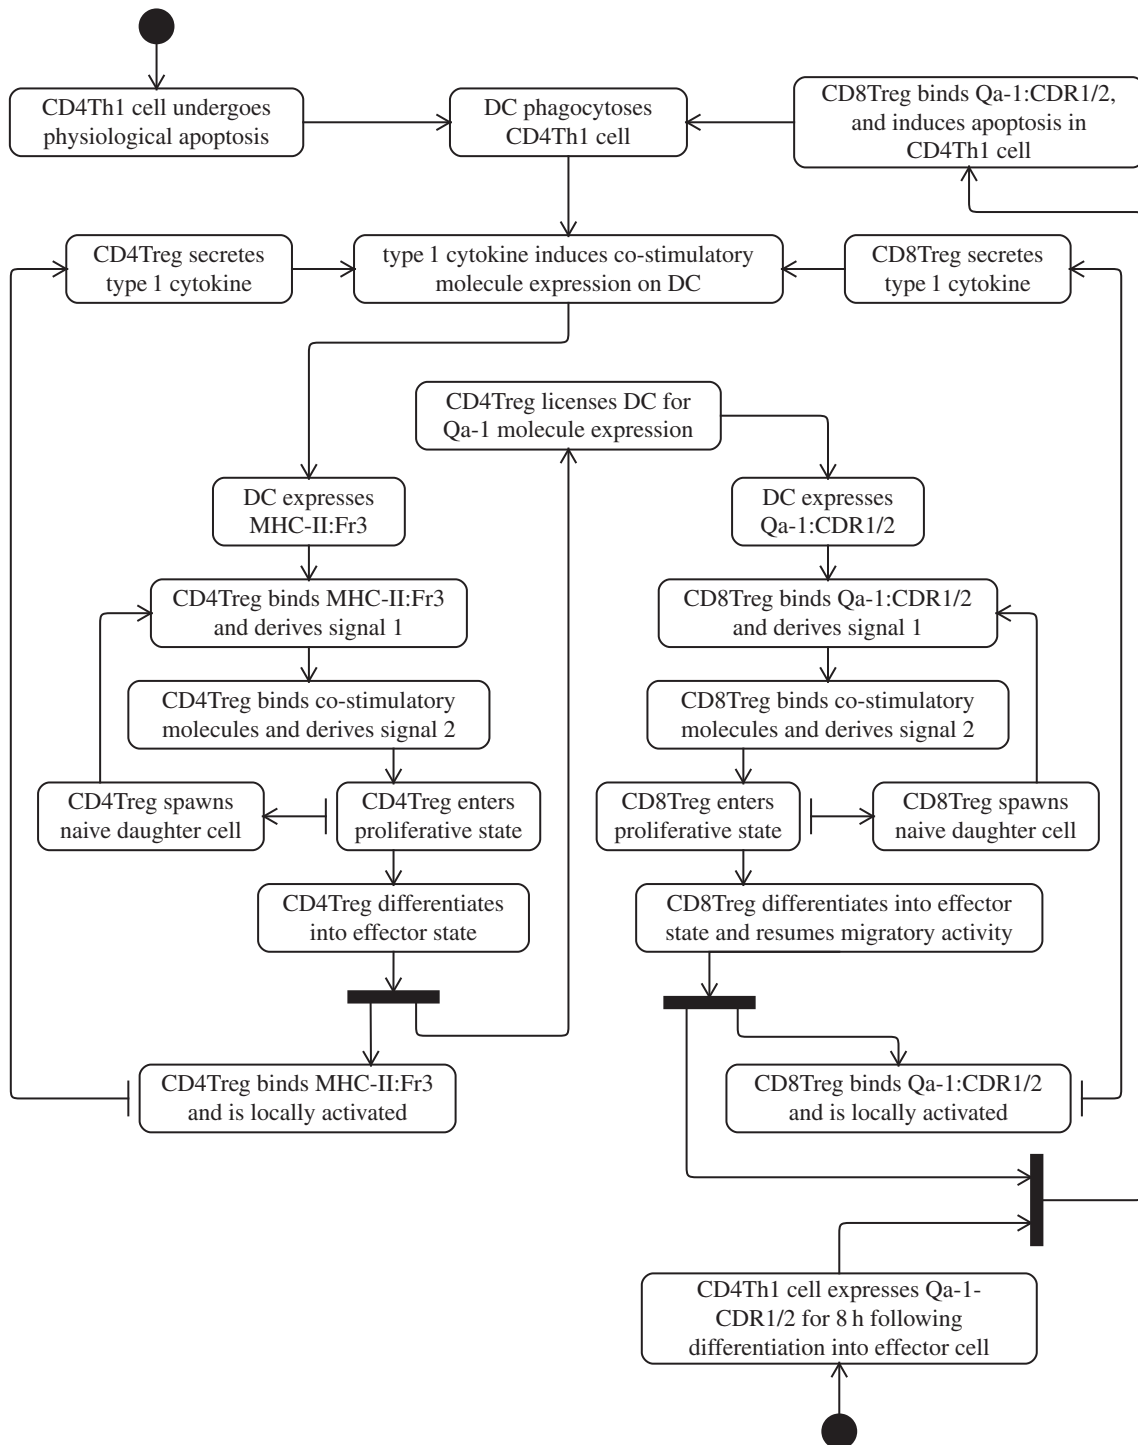 CD4Th1 cell undergoes
physiological apoptosis
DC phagocytoses
CD4Th1 cell
CD8Treg binds Qa-1:CDR1/2,
and induces apoptosis in
CD4Th1 cell
CD4Treg secretes
type 1 cytokine
type 1 cytokine induces co-stimulatory
molecule expression on DC
CD8Treg secretes
type 1 cytokine
CD4Treg licenses DC for
Qa-1 molecule expression
DC expresses
MHC-II:Fr3
DC expresses
Qa-1:CDR1/2
CD4Treg binds MHC-II:Fr3
and derives signal 1
CD8Treg binds Qa-1:CDR1/2
and derives signal 1
CD4Treg binds co-stimulatory
molecules and derives signal 2
CD8Treg binds co-stimulatory
molecules and derives signal 2
CD4Treg spawns
naive daughter cell
CD4Treg enters
proliferative state
CD8Treg enters
proliferative state
CD8Treg spawns
naive daughter cell
CD4Treg differentiates
into effector state
CD8Treg differentiates into effector
state and resumes migratory activity
CD4Treg binds MHC-II:Fr3
and is locally activated
CD8Treg binds Qa-1:CDR1/2
and is locally activated
CD4Th1 cell expresses Qa-1-
CDR1/2 for 8 h following
differentiation into effector cell